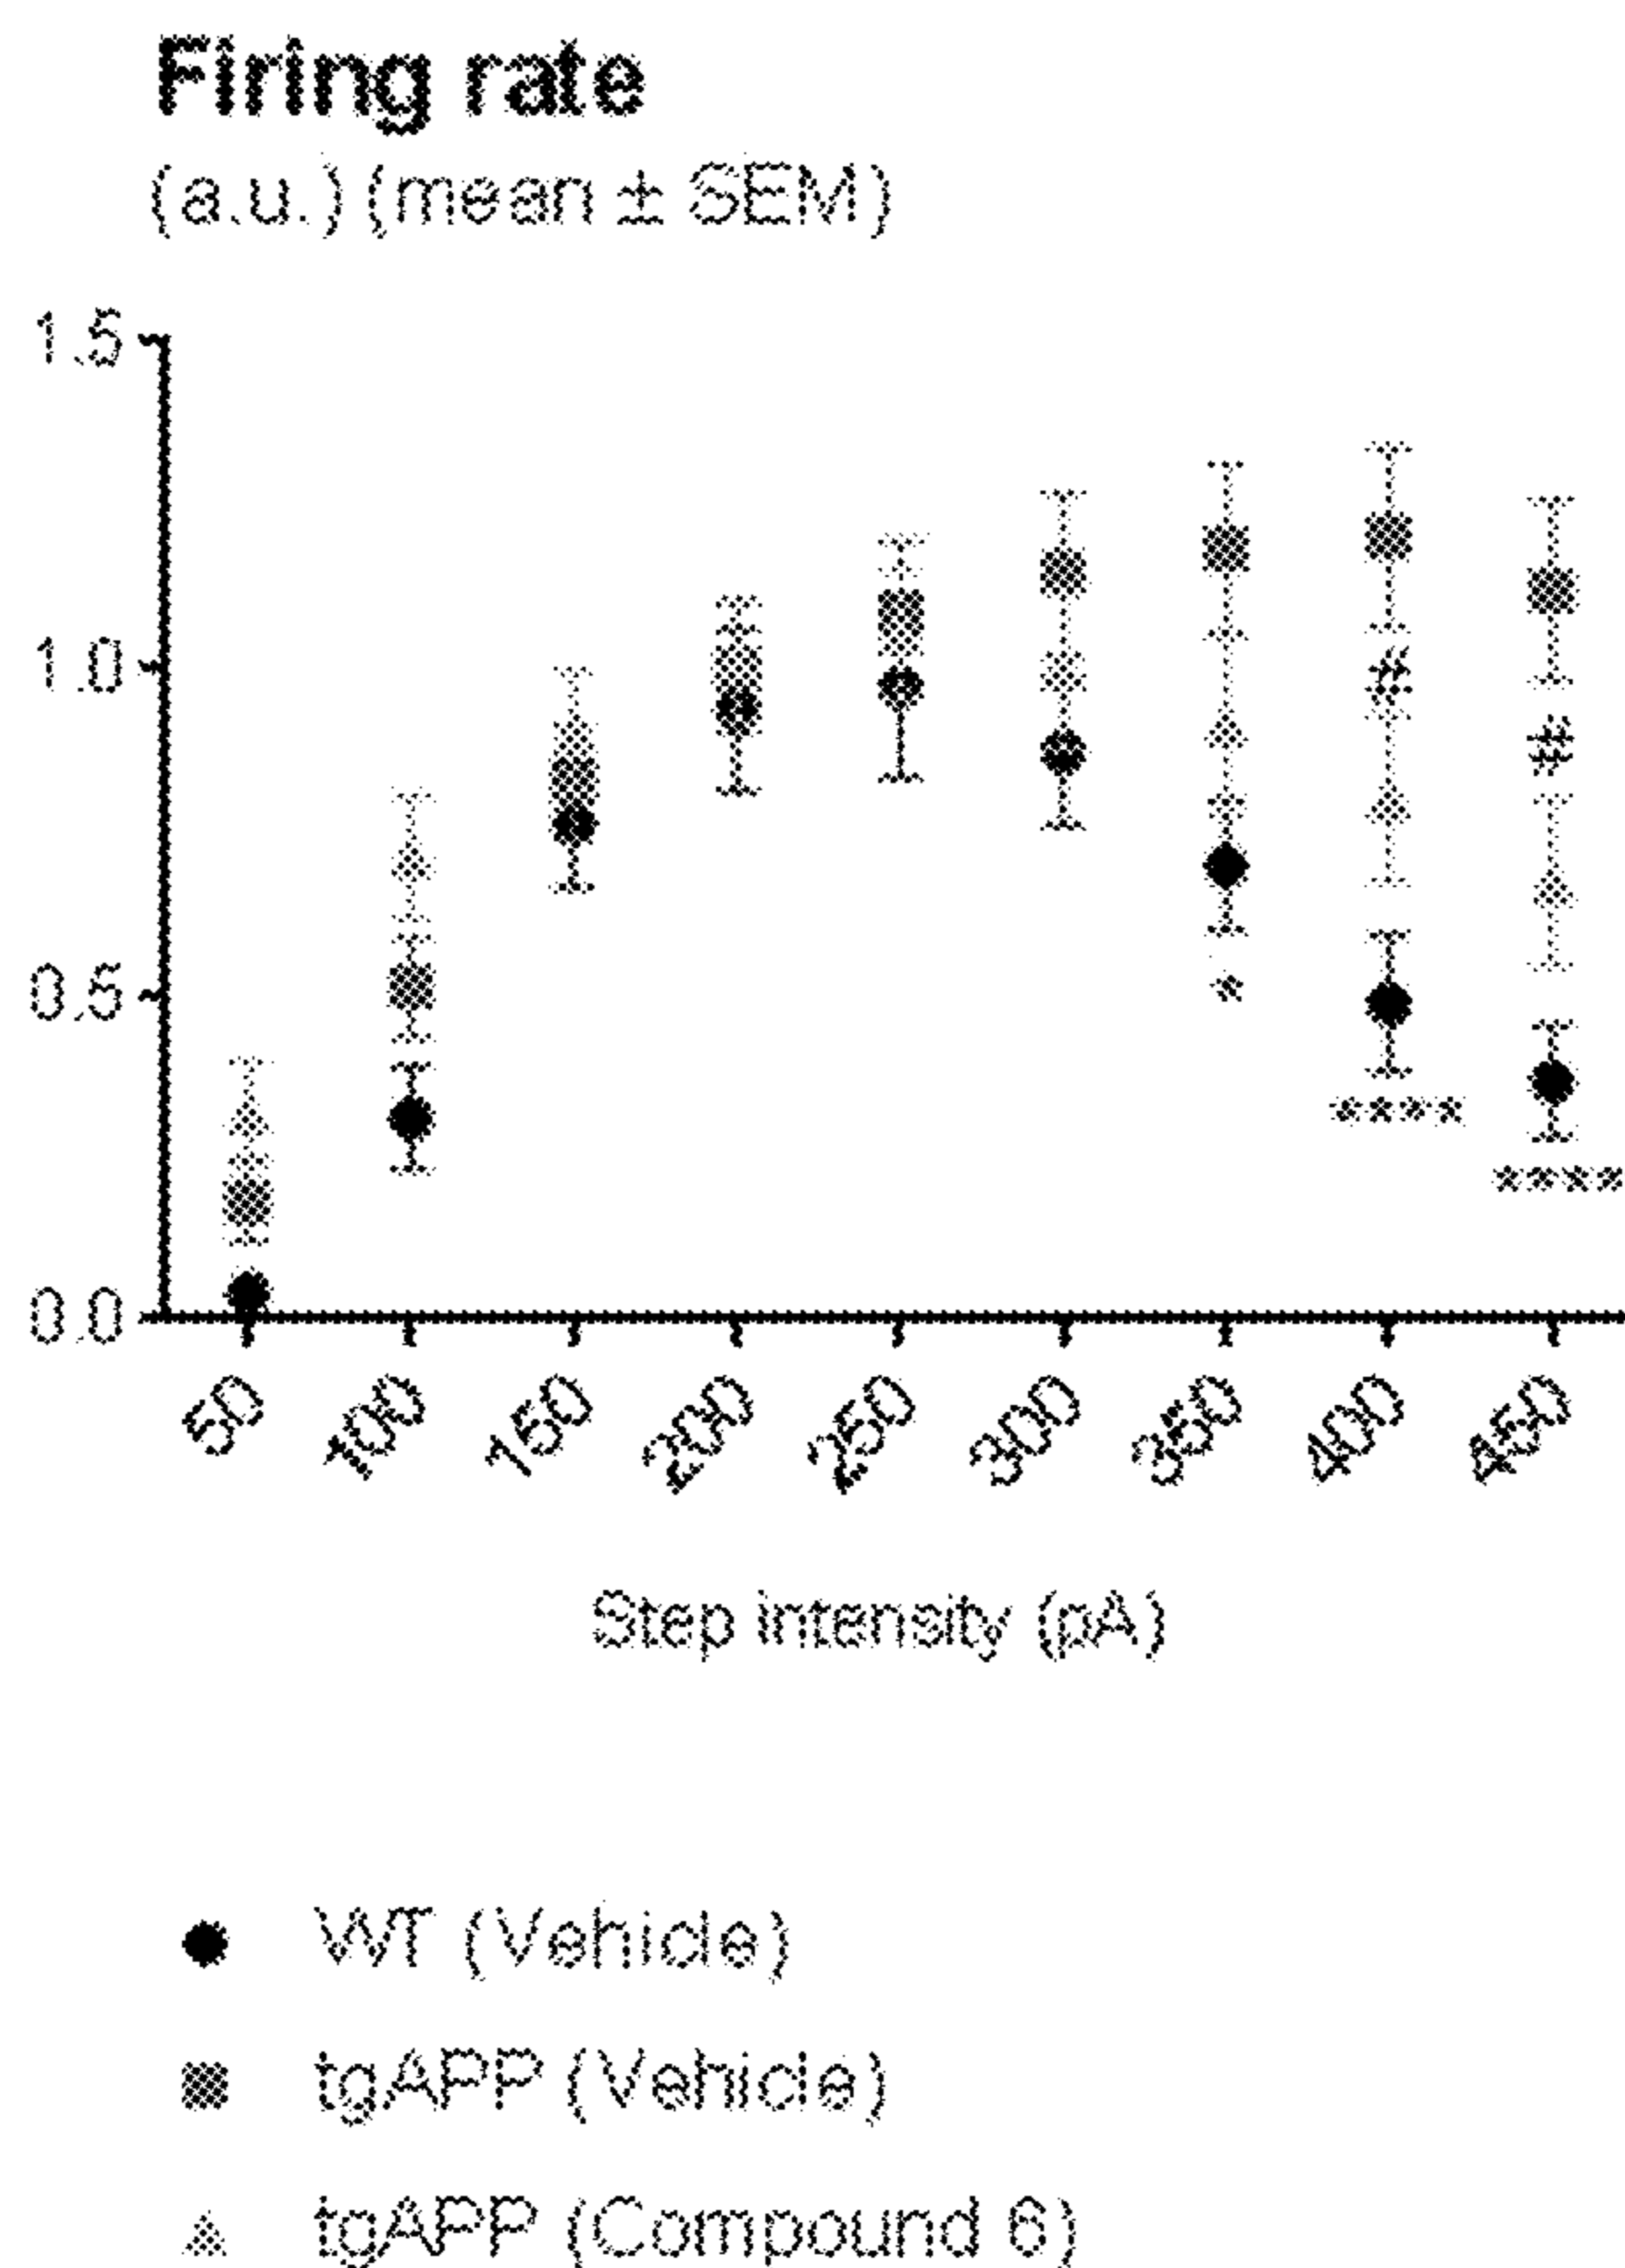 Firing rate
(a.u.) (mean ± SEM)
1.5
1.0
#
#
0.5
*
****
****
0.0
50 100 150 200 250 300 350 400 450
Step intensity (pA)
WT (Vehicle)
tgAPP (Vehicle)
tgAPP (Compound 6)